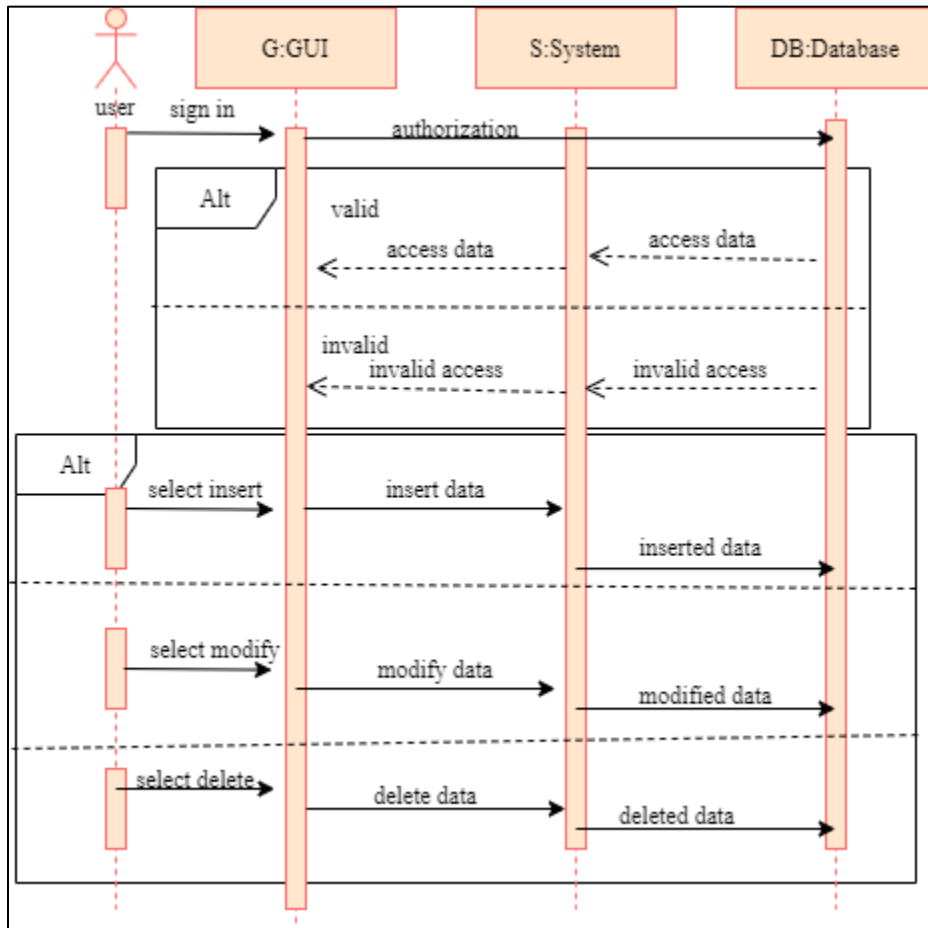 G:GUI
S:System
DB:Database
user
sign in
authorization
Alt
valid
access data
access data
invalid
invalid access
invalid access
Alt
select insert
insert data
inserted data
select modify
modify data
modified data
select delete
delete data
deleted data